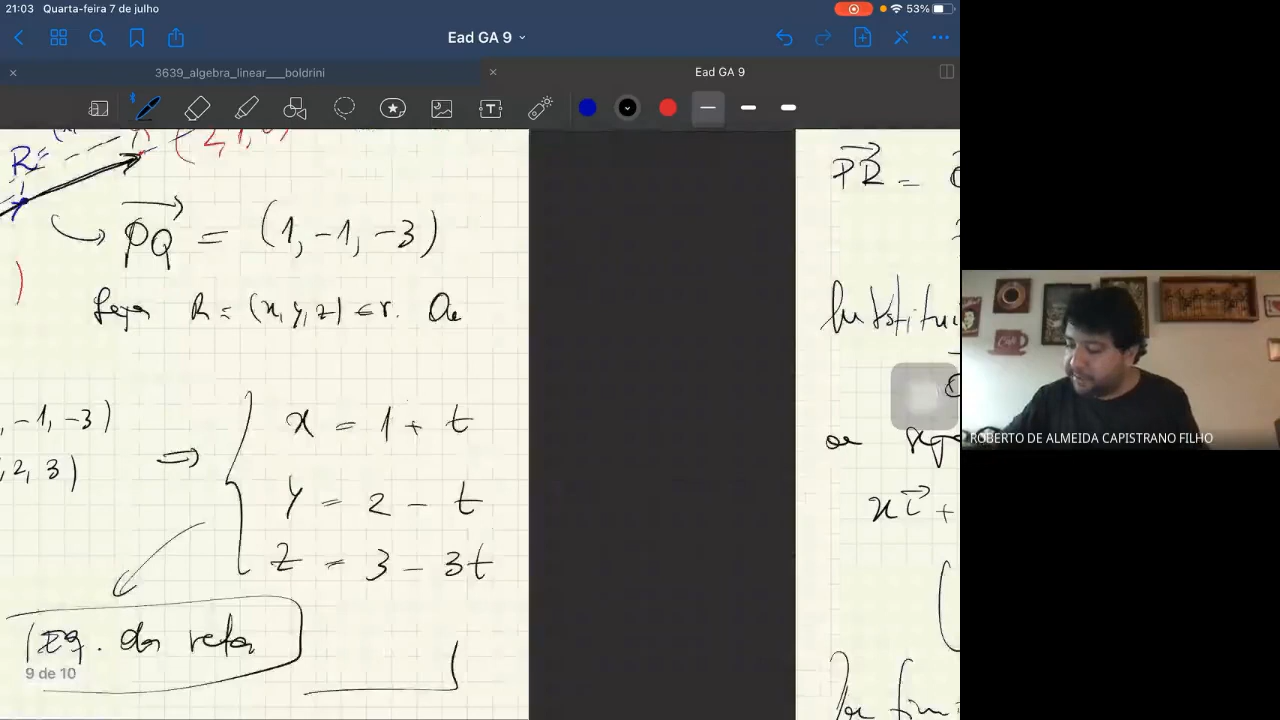 21:03 Quarta-feira 7 de julho
53%
Ead GA 9
3639_algebra_linear___boldrini
Ead GA 9
R=
PQ = (1, -1, -3)
)
Seja R = (x, y, z) ∈ r.
, -1, -3)
, 2, 3)
⇒
x = 1 + t
y = 2 - t
z = 3 - 3t
Eq. da reta
9 de 10
PR =
Substitui
ROBERTO DE ALMEIDA CAPISTRANO FILHO
xi +